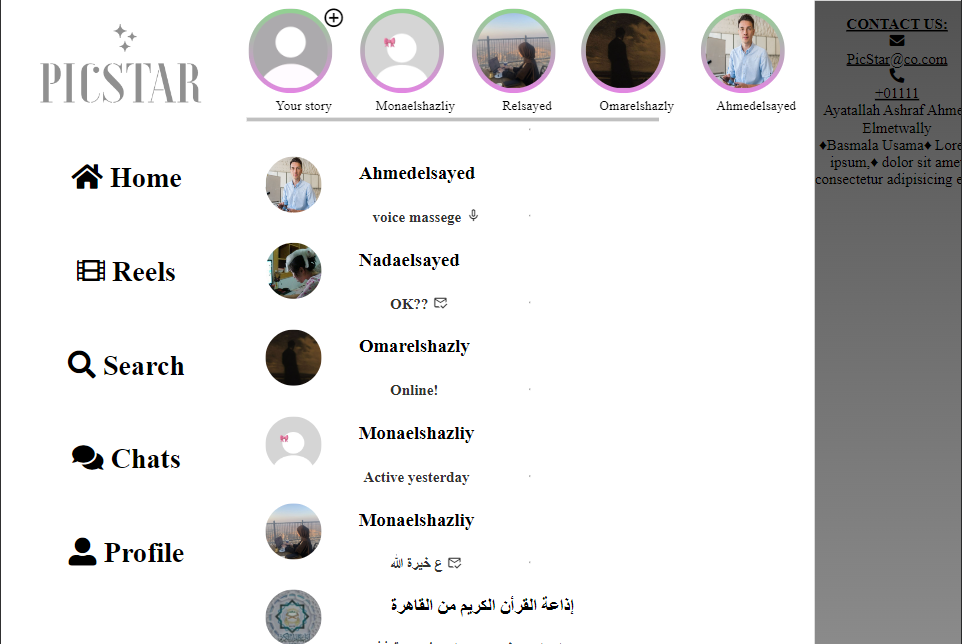 PICSTAR
Home
Reels
Search
Chats
Profile
Your story
Monaelshazliy
Relsayed
Omarelshazly
Ahmedelsayed
Ahmedelsayed
voice massege
Nadaelsayed
OK??
Omarelshazly
Online!
Monaelshazliy
Active yesterday
Monaelshazliy
ع خيرة الله
إذاعة القرأن الكريم من القاهرة
CONTACT US:
PicStar@co.com
+01111
Ayatallah Ashraf Ahme
Elmetwally
♦Basmala Usama♦ Lore
ipsum,♦ dolor sit ame
consectetur adipisicing e